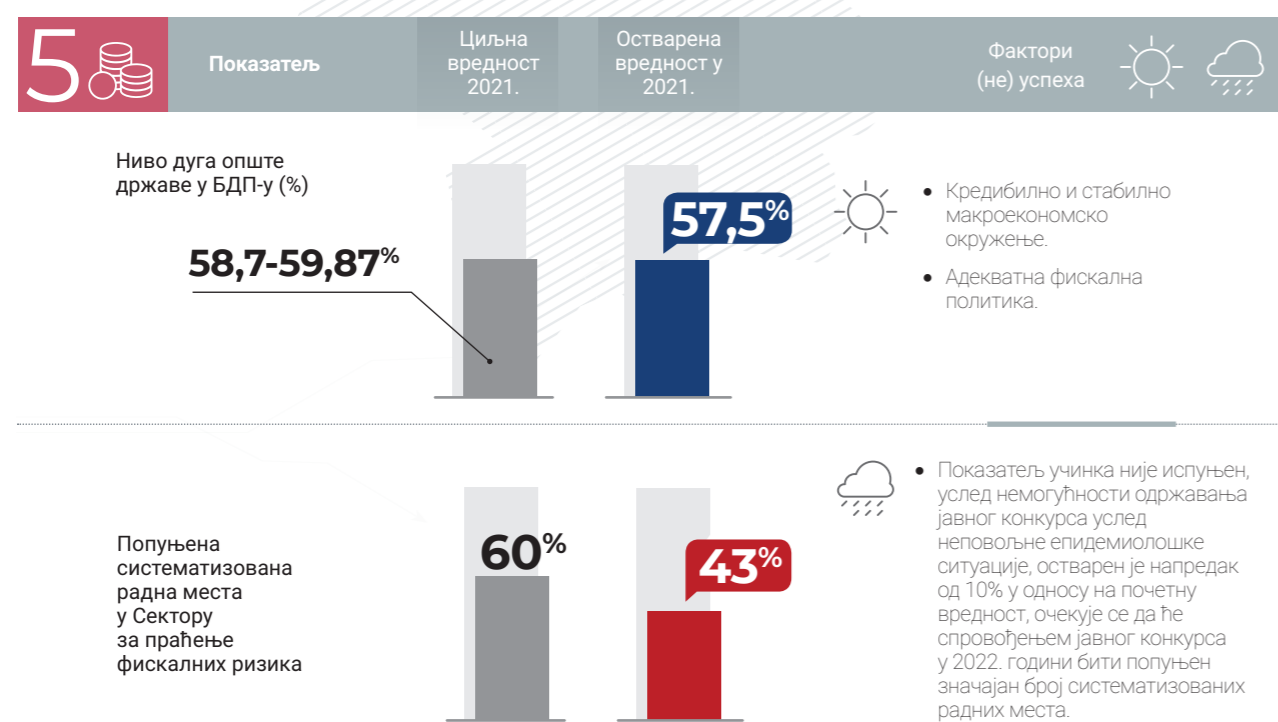 5
Показатељ
Циљна
вредност
2021.
Остварена
вредност у
2021.
Фактори
(не) успеха
Ниво дуга опште
државе у БДП-у (%)
58,7-59,87%
57,5%
• Кредибилно и стабилно
макроекономско
окружење.
• Адекватна фискална
политика.
Попуњена
систематизована
радна места
у Сектору
за праћење
фискалних ризика
60%
43%
• Показатељ учинка није испуњен,
услед немогућности одржавања
јавног конкурса услед
неповољне епидемиолошке
ситуације, остварен је напредак
од 10% у односу на почетну
вредност, очекује се да ће
спровођењем јавног конкурса
у 2022. години бити попуњен
значајан број систематизованих
радних места.